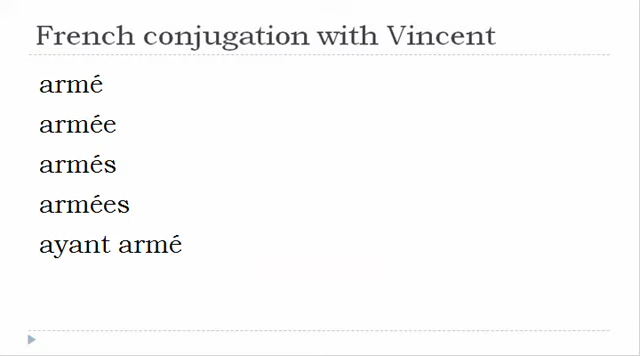 French conjugation with Vincent
armé
armée
armés
armées
ayant armé